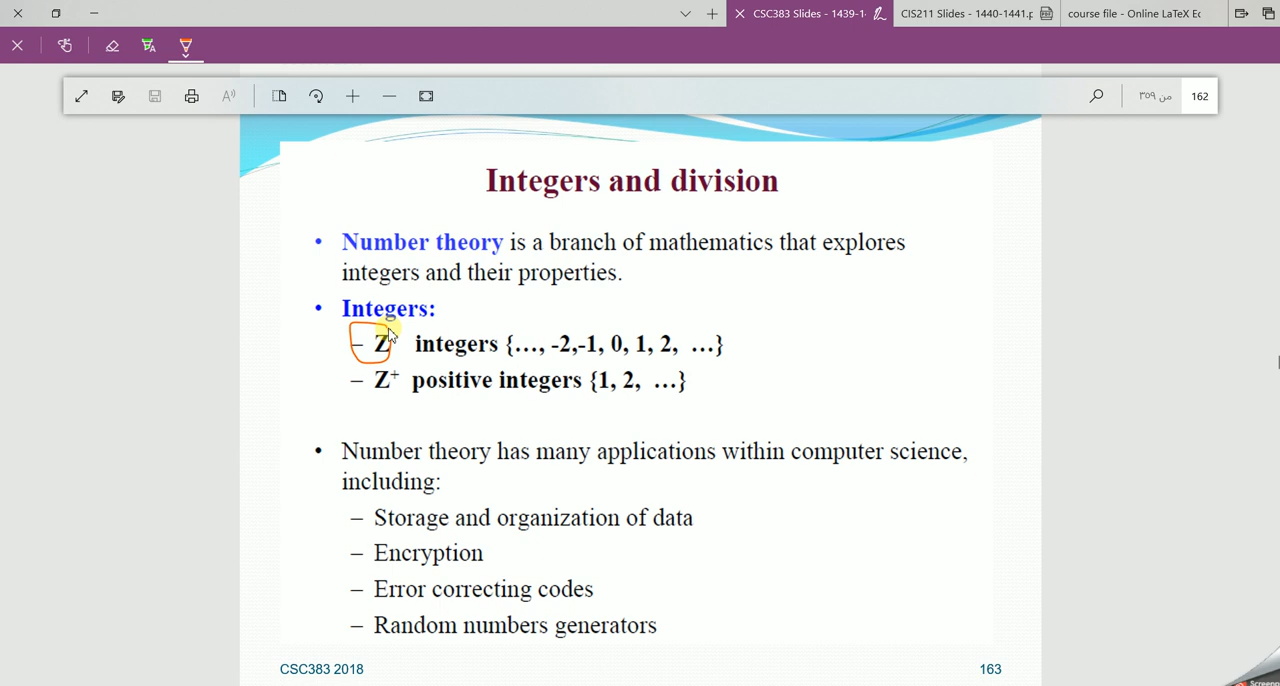 CSC383 Slides - 1439-1
CIS211 Slides - 1440-1441.p
course file - Online LaTeX Ec
من ٣٥٩
162
Integers and division
• Number theory is a branch of mathematics that explores
integers and their properties.
• Integers:
– Z integers {…, -2,-1, 0, 1, 2, …}
– Z+ positive integers {1, 2, …}
• Number theory has many applications within computer science,
including:
– Storage and organization of data
– Encryption
– Error correcting codes
– Random numbers generators
CSC383 2018
163